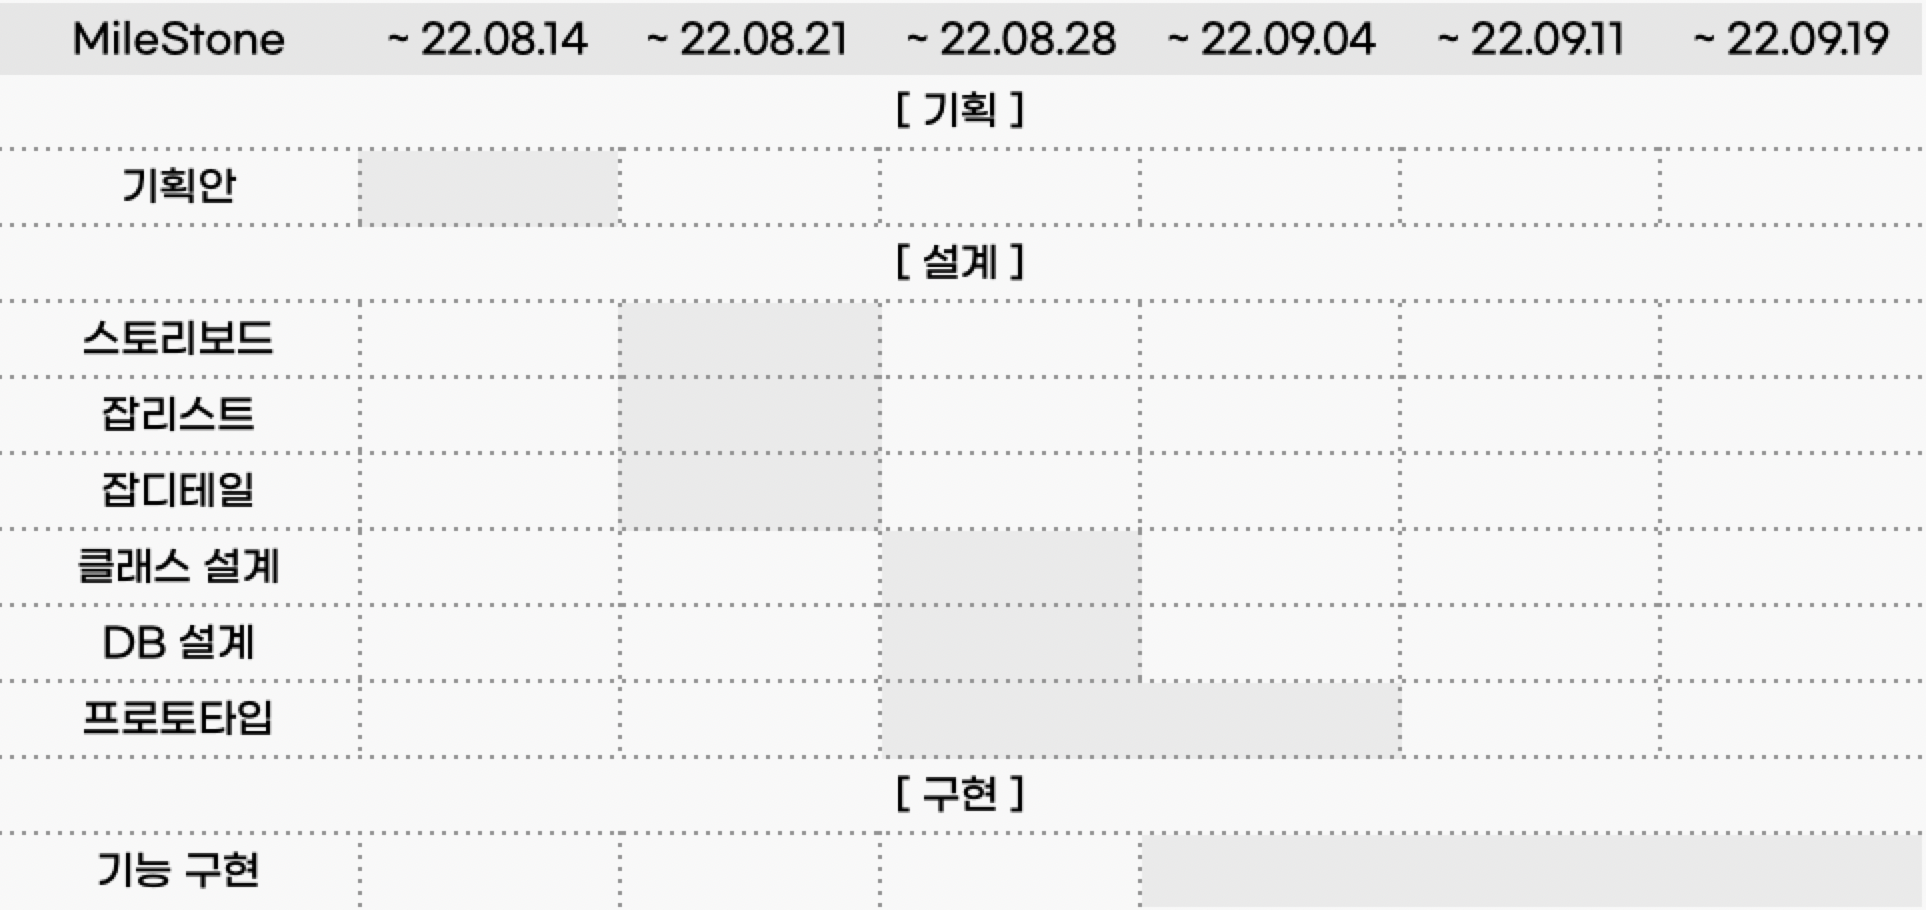 MileStone ~ 22.08.14 ~ 22.08.21 ~ 22.08.28 ~ 22.09.04 ~ 22.09.11 ~ 22.09.19
[ 기획 ]
기획안
[ 설계 ]
스토리보드
잡리스트
잡디테일
클래스 설계
DB 설계
프로토타입
[ 구현 ]
기능 구현